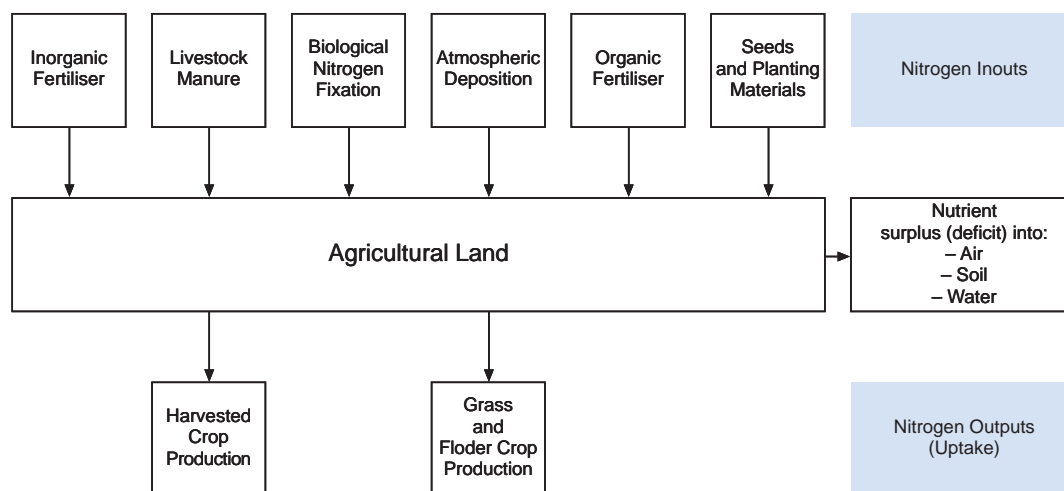 Inorganic
Fertiliser
Livestock
Manure
Biological
Nitrogen
Fixation
Atmospheric
Deposition
Organic
Fertiliser
Seeds
and Planting
Materials
Nitrogen Inouts
Agricultural Land
Nutrient
surplus (deficit) into:
– Air
– Soil
– Water
Harvested
Crop
Production
Grass
and
Floder Crop
Production
Nitrogen Outputs
(Uptake)